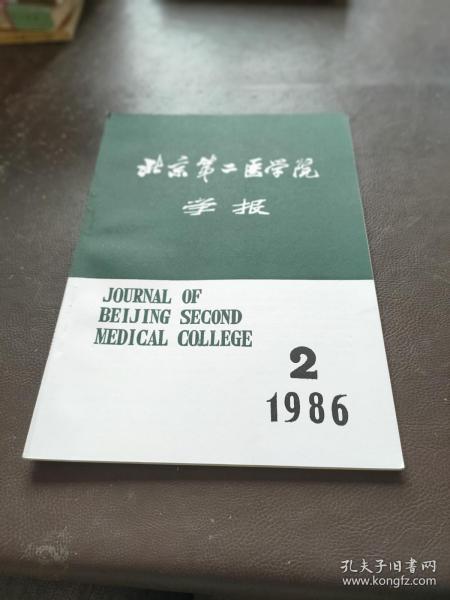 北京第二医学院
学报
JOURNAL OF
BEIJING SECOND
MEDICAL COLLEGE
2
1986
孔夫子旧书网
www.kongfz.com